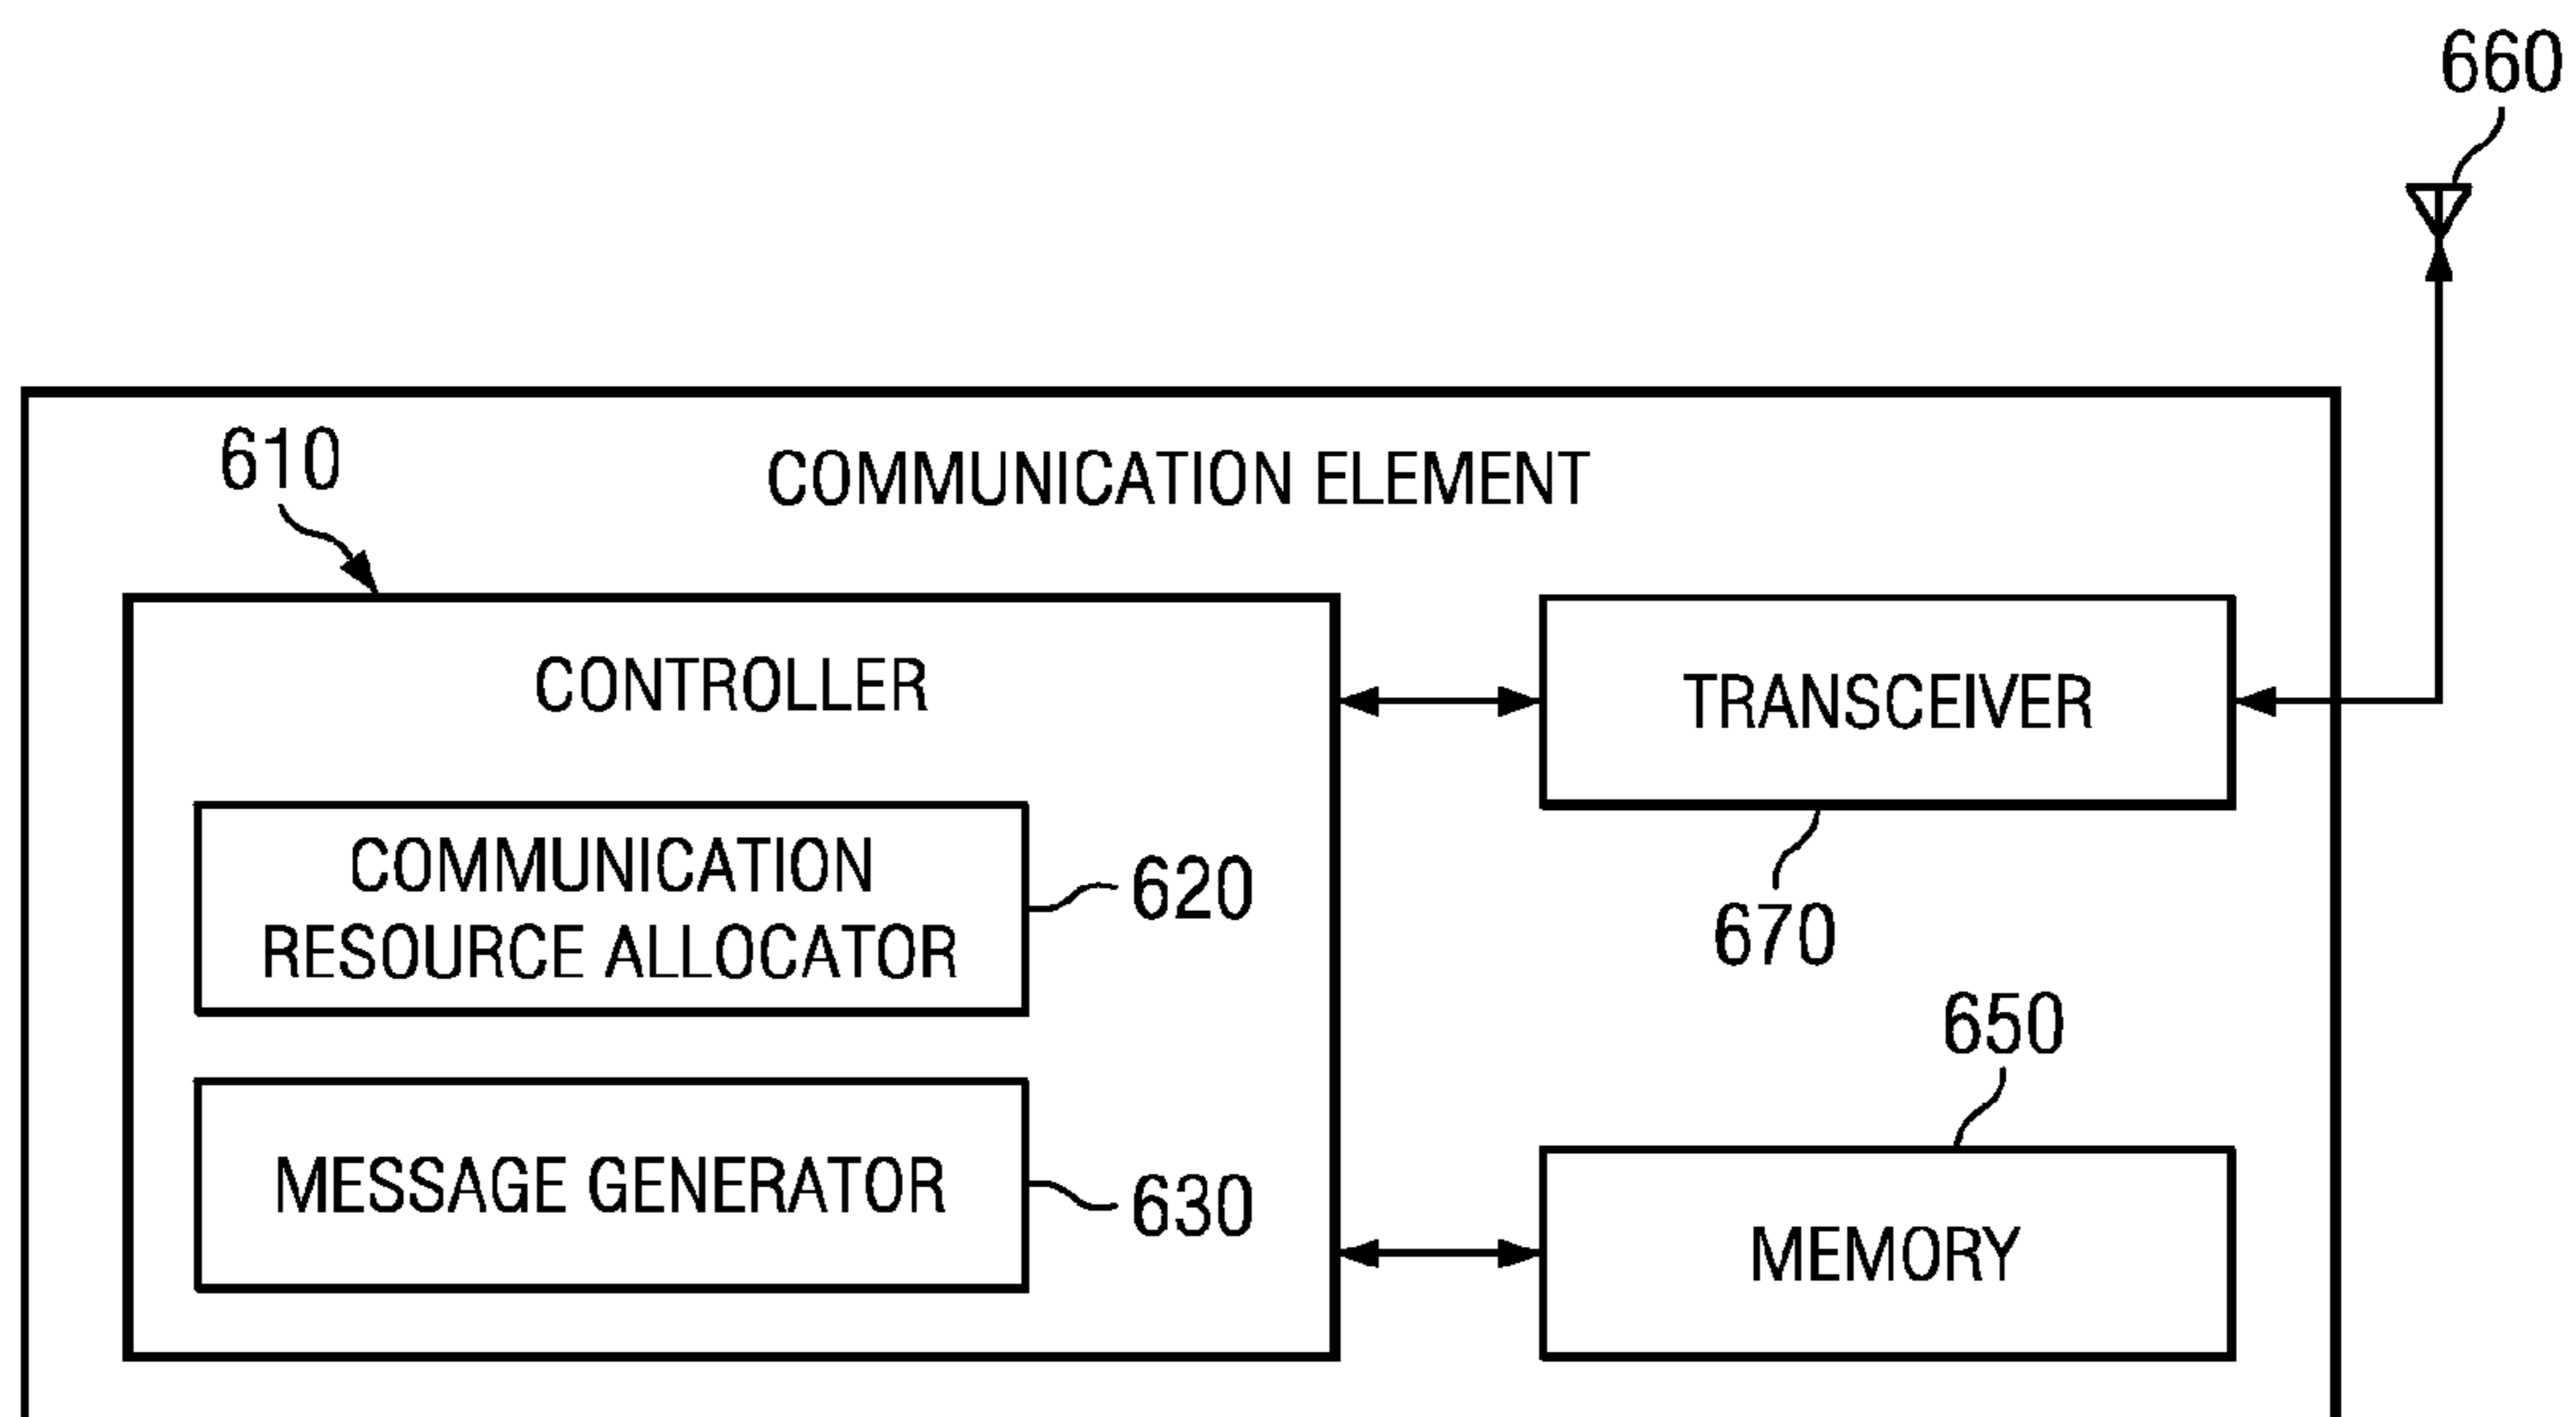 660
610
COMMUNICATION ELEMENT
CONTROLLER
TRANSCEIVER
COMMUNICATION
RESOURCE ALLOCATOR
620
670
650
MESSAGE GENERATOR
630
MEMORY